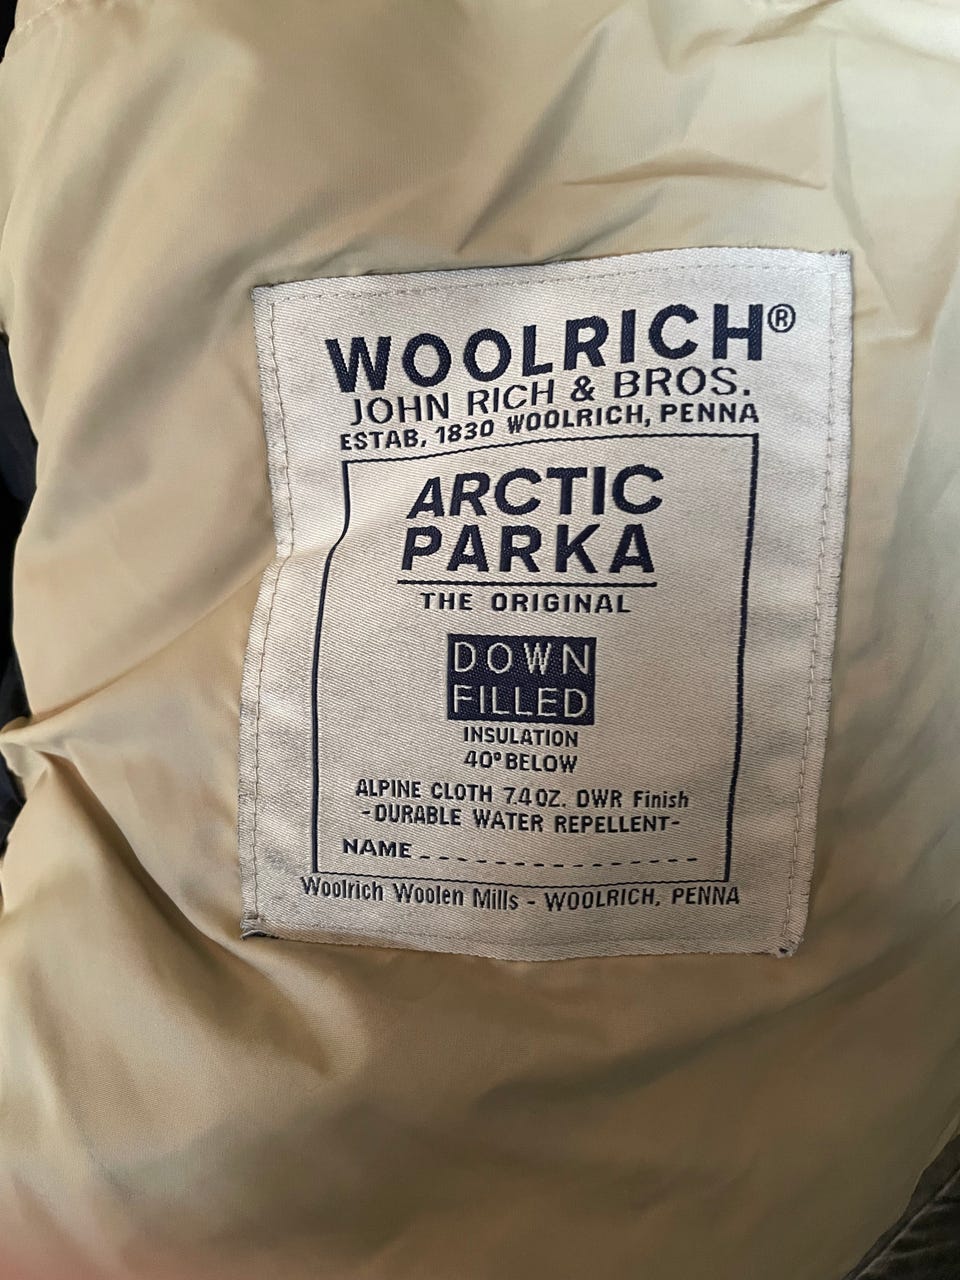 WOOLRICH®
JOHN RICH & BROS.
ESTAB. 1830 WOOLRICH, PENNA
ARCTIC
PARKA
THE ORIGINAL
DOWN
FILLED
INSULATION
40° BELOW
ALPINE CLOTH 7.4 OZ. DWR Finish
-DURABLE WATER REPELLENT-
NAME
Woolrich Woolen Mills - WOOLRICH, PENNA